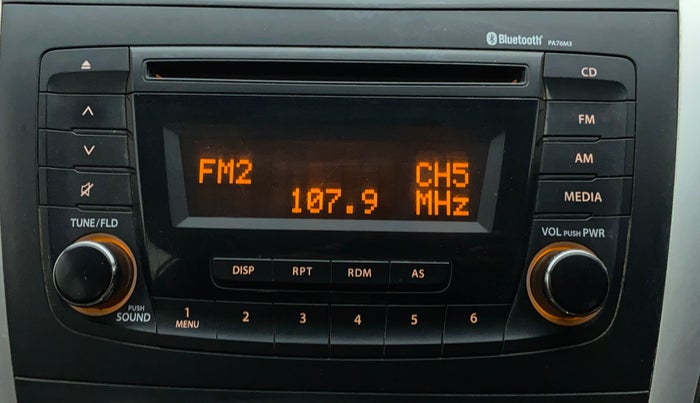 Bluetooth PA76M3
CD
FM
AM
MEDIA
FM2 CH5
107.9 MHz
TUNE/FLD
VOL PUSH PWR
DISP RPT RDM AS
PUSH
SOUND
1 2 3 4 5 6
MENU